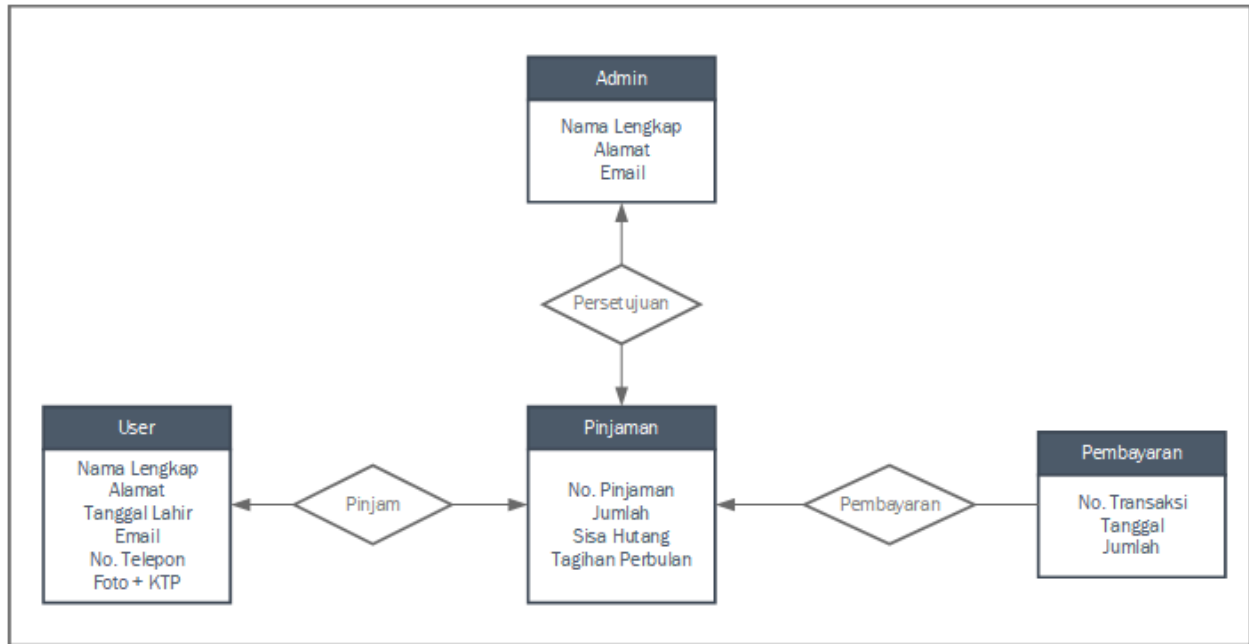 Admin
Nama Lengkap
Alamat
Email
Persetujuan
User
Nama Lengkap
Alamat
Tanggal Lahir
Email
No. Telepon
Foto + KTP
Pinjam
Pinjaman
No. Pinjaman
Jumlah
Sisa Hutang
Tagihan Perbulan
Pembayaran
Pembayaran
No. Transaksi
Tanggal
Jumlah